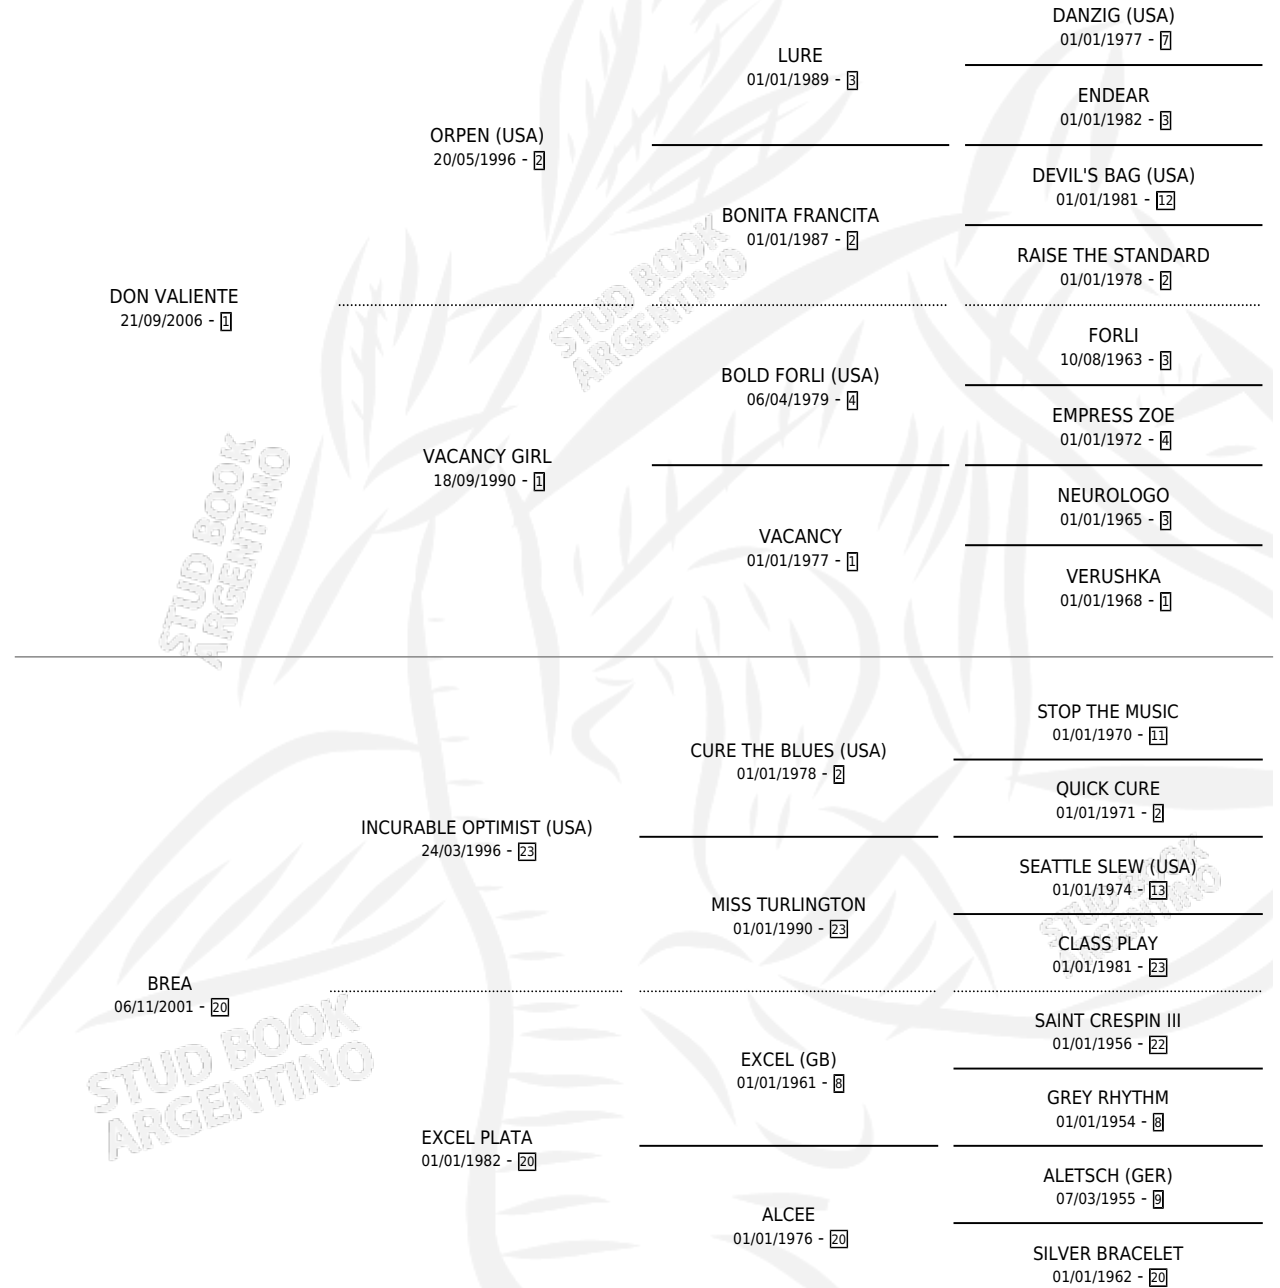 DANZIG (USA)
01/01/1977 - 7
LURE
01/01/1989 - 3
ENDEAR
01/01/1982 - 3
ORPEN (USA)
20/05/1996 - 2
DEVIL'S BAG (USA)
01/01/1981 - 12
BONITA FRANCITA
01/01/1987 - 2
RAISE THE STANDARD
01/01/1978 - 2
DON VALIENTE
21/09/2006 - 1
STUD BOOK
ARGENTINO
FORLI
10/08/1963 - 3
BOLD FORLI (USA)
06/04/1979 - 4
EMPRESS ZOE
01/01/1972 - 4
VACANCY GIRL
18/09/1990 - 1
NEUROLOGO
01/01/1965 - 3
VACANCY
01/01/1977 - 1
VERUSHKA
01/01/1968 - 1
STUD BOOK
ARGENTINO
STOP THE MUSIC
01/01/1970 - 11
CURE THE BLUES (USA)
01/01/1978 - 2
QUICK CURE
01/01/1971 - 2
INCURABLE OPTIMIST (USA)
24/03/1996 - 23
SEATTLE SLEW (USA)
01/01/1974 - 13
MISS TURLINGTON
01/01/1990 - 23
STUD BOOK
ARGENTINO
CLASS PLAY
01/01/1981 - 23
BREA
06/11/2001 - 20
STUD BOOK
ARGENTINO
SAINT CRESPIN III
01/01/1956 - 22
EXCEL (GB)
01/01/1961 - 8
GREY RHYTHM
01/01/1954 - 8
EXCEL PLATA
01/01/1982 - 20
ALETSCH (GER)
07/03/1955 - 9
ALCEE
01/01/1976 - 20
SILVER BRACELET
01/01/1962 - 20